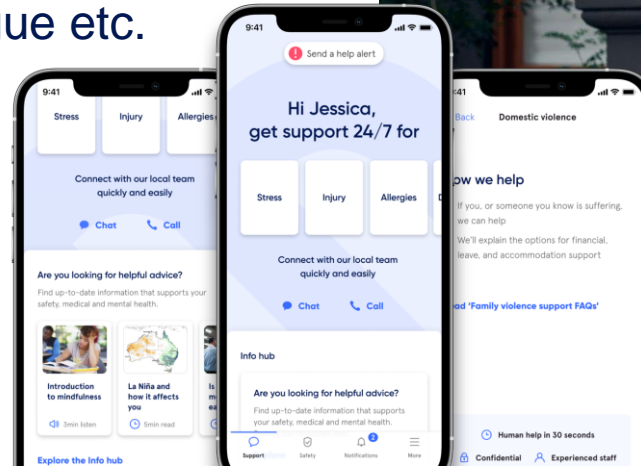 ue etc.
9:41
Stress
Injury
Allergies
Connect with our local team
quickly and easily
Chat
Call
Are you looking for helpful advice?
Find up-to-date information that supports your
safety, medical and mental health.
Introduction
to mindfulness
3min listen
La Niña and
how it affects
you
5min read
Explore the Info hub
9:41
Send a help alert
Hi Jessica,
get support 24/7 for
Stress
Injury
Allergies
Connect with our local team
quickly and easily
Chat
Call
Info hub
Are you looking for helpful advice?
Find up-to-date information that supports
your safety, medical and mental health.
Support
Safety
2
Notifications
More
:41
Back
Domestic violence
ow we help
If you, or someone you know is suffering,
we can help
We'll explain the options for financial,
leave, and accommodation support
ad 'Family violence support FAQs'
Human help in 30 seconds
Confidential
Experienced staff